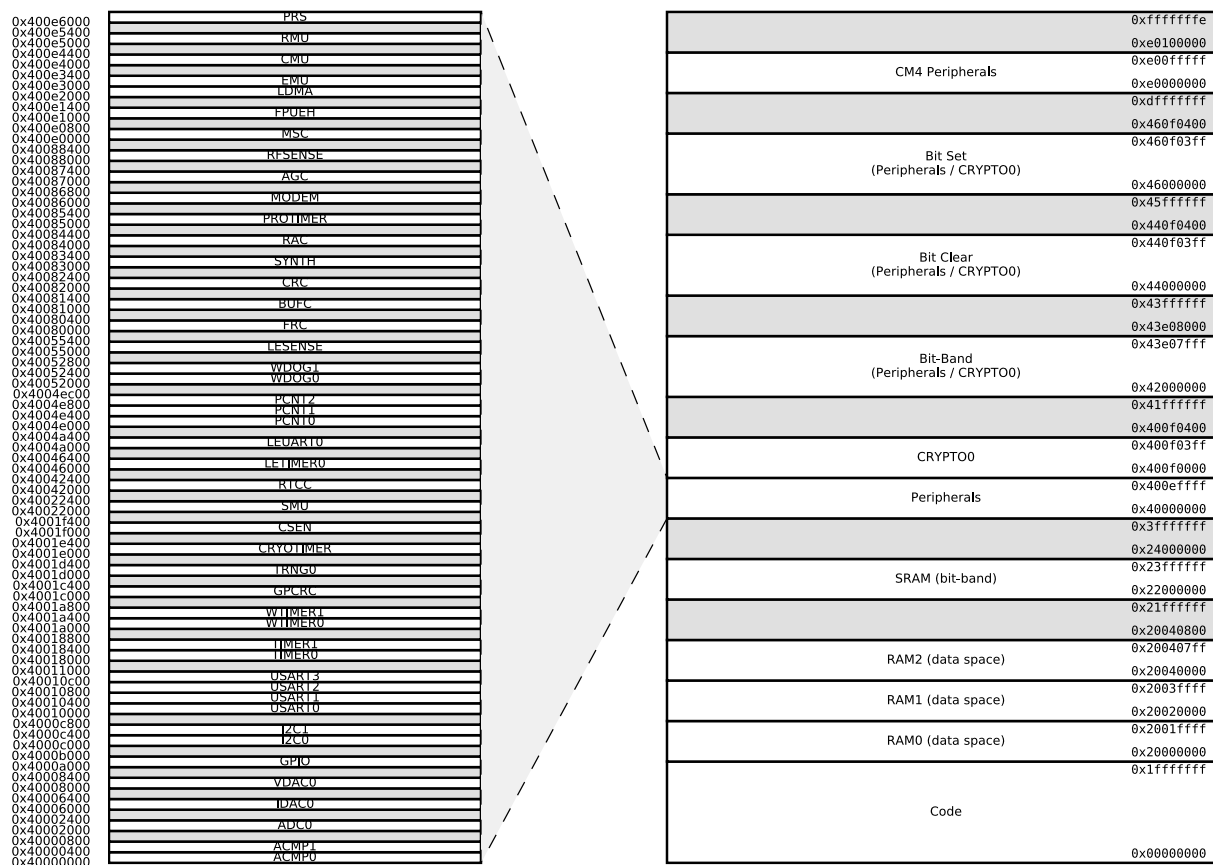 0x400e6000
PRS
0x400e5400
0x400e5000
RMU
0x400e4400
0x400e4000
CMU
0x400e3400
0x400e3000
EMU
0x400e2000
LDMA
0x400e1400
0x400e1000
FPUEH
0x400e0800
0x400e0000
MSC
0x40088400
0x40088000
RFSENSE
0x40087400
0x40087000
AGC
0x40086800
0x40086000
MODEM
0x40085400
0x40085000
PROTIMER
0x40084400
0x40084000
RAC
0x40083400
0x40083000
SYNTH
0x40082400
0x40082000
CRC
0x40081400
0x40081000
BUFC
0x40080400
0x40080000
FRC
0x40055400
0x40055000
LESENSE
0x40052800
0x40052400
WDOG1
0x40052000
WDOG0
0x4004ec00
0x4004e800
PCNT2
0x4004e400
PCNT1
0x4004e000
PCNT0
0x4004a400
0x4004a000
LEUART0
0x40046400
0x40046000
LETIMER0
0x40042400
0x40042000
RTCC
0x40022400
0x40022000
SMU
0x4001f400
0x4001f000
CSEN
0x4001e400
0x4001e000
CRYOTIMER
0x4001d400
0x4001d000
TRNG0
0x4001c400
0x4001c000
GPCRC
0x4001a800
0x4001a400
WTIMER1
0x4001a000
WTIMER0
0x40018800
0x40018400
TIMER1
0x40018000
TIMER0
0x40011000
0x40010c00
USART3
0x40010800
USART2
0x40010400
USART1
0x40010000
USART0
0x4000c800
0x4000c400
I2C1
0x4000c000
I2C0
0x4000b000
0x4000a000
GPIO
0x40008400
0x40008000
VDAC0
0x40006400
0x40006000
IDAC0
0x40002400
0x40002000
ADC0
0x40000800
0x40000400
ACMP1
0x40000000
ACMP0
0xfffffffe
0xe0100000
0xe00fffff
CM4 Peripherals
0xe0000000
0xdfffffff
0x460f0400
0x460f03ff
Bit Set
(Peripherals / CRYPTO0)
0x46000000
0x45ffffff
0x440f0400
0x440f03ff
Bit Clear
(Peripherals / CRYPTO0)
0x44000000
0x43ffffff
0x43e08000
0x43e07fff
Bit-Band
(Peripherals / CRYPTO0)
0x42000000
0x41ffffff
0x400f0400
0x400f03ff
CRYPTO0
0x400f0000
0x400effff
Peripherals
0x40000000
0x3fffffff
0x24000000
0x23ffffff
SRAM (bit-band)
0x22000000
0x21ffffff
0x20040800
0x200407ff
RAM2 (data space)
0x20040000
0x2003ffff
RAM1 (data space)
0x20020000
0x2001ffff
RAM0 (data space)
0x20000000
0x1fffffff
Code
0x00000000